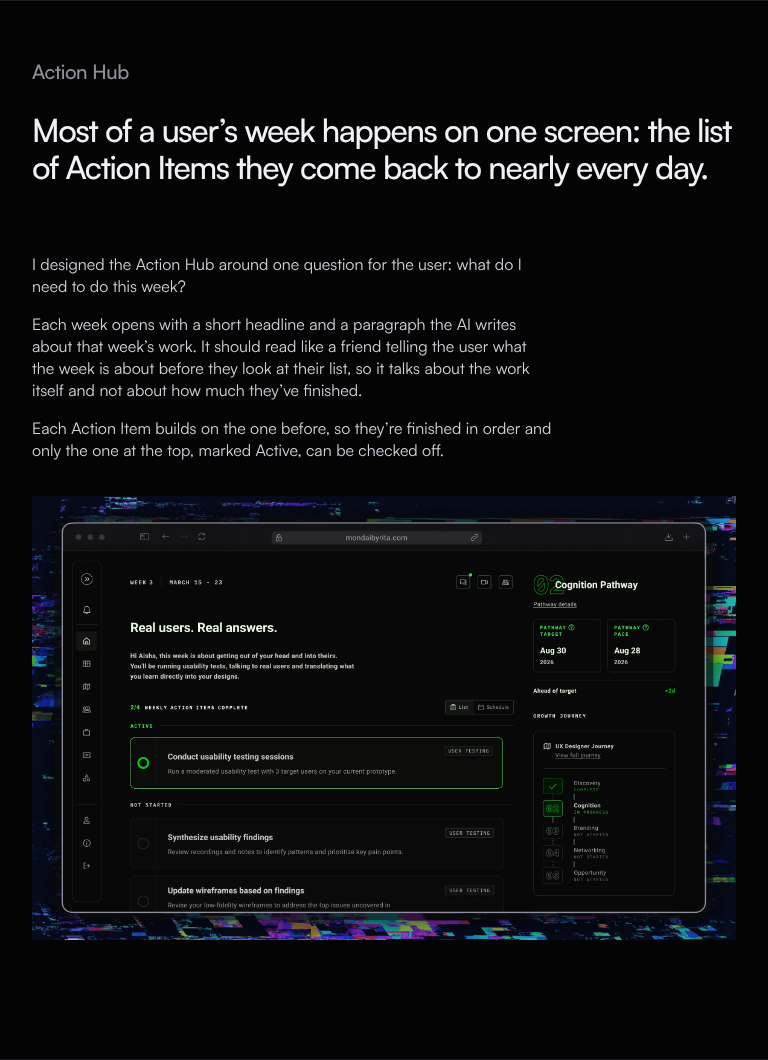 Action Hub
Most of a user’s week happens on one screen: the list
of Action Items they come back to nearly every day.
I designed the Action Hub around one question for the user: what do I
need to do this week?
Each week opens with a short headline and a paragraph the AI writes
about that week’s work. It should read like a friend telling the user what
the week is about before they look at their list, so it talks about the work
itself and not about how much they’ve finished.
Each Action Item builds on the one before, so they’re finished in order and
only the one at the top, marked Active, can be checked off.
mondaibyrita.com
WEEK 3 MARCH 15 - 23
Real users. Real answers.
Hi Aisha, this week is about getting out of your head and into theirs.
You’ll be running usability tests, talking to real users and translating what
you learn directly into your designs.
WEEKLY ACTION ITEMS COMPLETE
List Schedule
ACTIVE
USER TESTING
Conduct usability testing sessions
Run a moderated usability test with 3 target users on your current prototype.
NOT STARTED
USER TESTING
Synthesize usability findings
Review recordings and notes to identify patterns and prioritize key pain points.
USER TESTING
Update wireframes based on findings
Revise your low-fidelity wireframes to address the top issues uncovered in
02 Cognition Pathway
Pathway details
PATHWAY TARGET
Aug 30
2026
PATHWAY PACE
Aug 28
2026
Ahead of target +2d
GROWTH JOURNEY
UX Designer Journey
View full journey
Discovery
COMPLETE
02 Cognition
IN PROGRESS
03 Branding
NOT STARTED
04 Networking
NOT STARTED
05 Opportunity
NOT STARTED